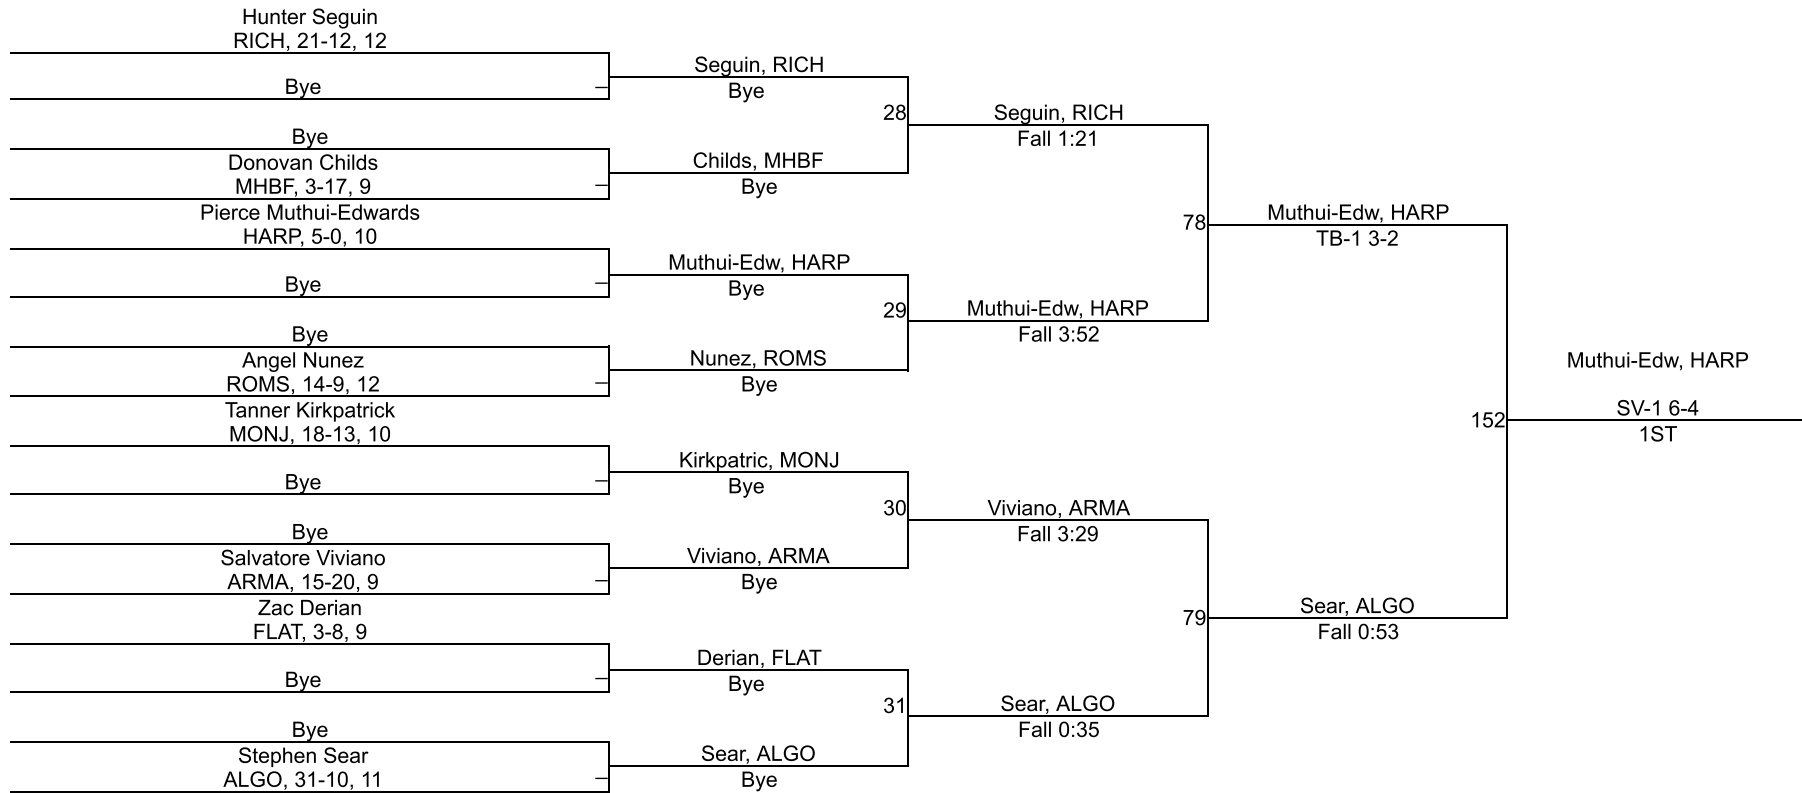 Hunter Seguin
RICH, 21-12, 12
Bye
Bye
Donovan Childs
MHBF, 3-17, 9
Pierce Muthui-Edwards
HARP, 5-0, 10
Bye
Bye
Angel Nunez
ROMS, 14-9, 12
Tanner Kirkpatrick
MONJ, 18-13, 10
Bye
Bye
Salvatore Viviano
ARMA, 15-20, 9
Zac Derian
FLAT, 3-8, 9
Bye
Bye
Stephen Sear
ALGO, 31-10, 11
Seguin, RICH
Bye
28
Childs, MHBF
Bye
Muthui-Edw, HARP
Bye
29
Nunez, ROMS
Bye
Kirkpatric, MONJ
Bye
30
Viviano, ARMA
Bye
Derian, FLAT
Bye
31
Sear, ALGO
Bye
Seguin, RICH
Fall 1:21
78
Muthui-Edw, HARP
Fall 3:52
Viviano, ARMA
Fall 3:29
79
Sear, ALGO
Fall 0:35
Muthui-Edw, HARP
TB-1 3-2
152
Sear, ALGO
Fall 0:53
Muthui-Edw, HARP
SV-1 6-4
1ST